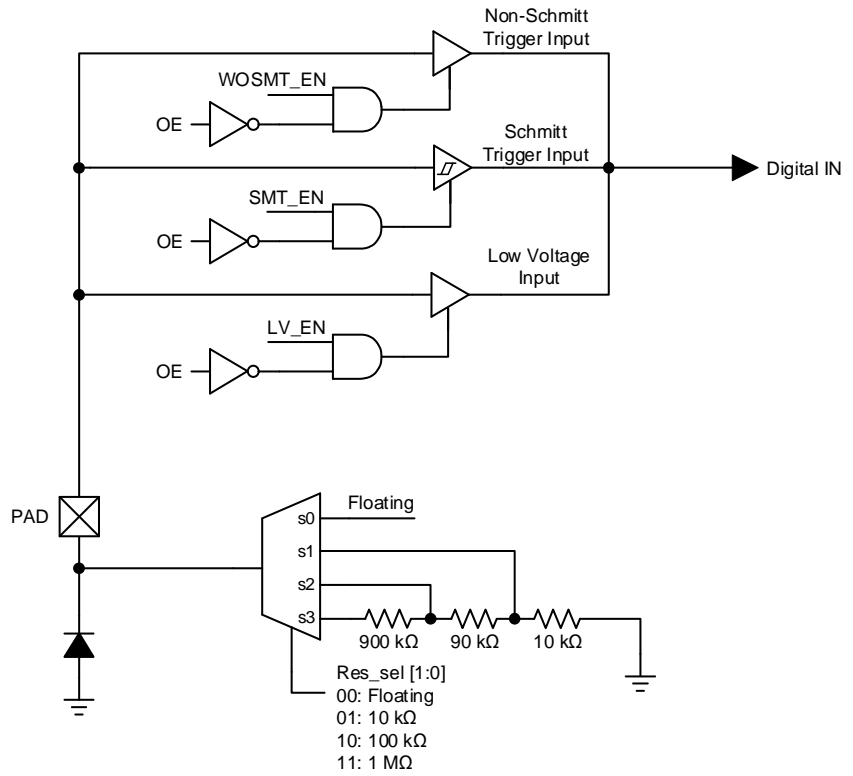 Non-Schmitt
Trigger Input
WOSMT_EN
OE
Schmitt
Trigger Input
Digital IN
SMT_EN
OE
Low Voltage
Input
LV_EN
OE
PAD
Floating
s0
s1
s2
s3
900 kΩ
90 kΩ
10 kΩ
Res_sel [1:0]
00: Floating
01: 10 kΩ
10: 100 kΩ
11: 1 MΩ